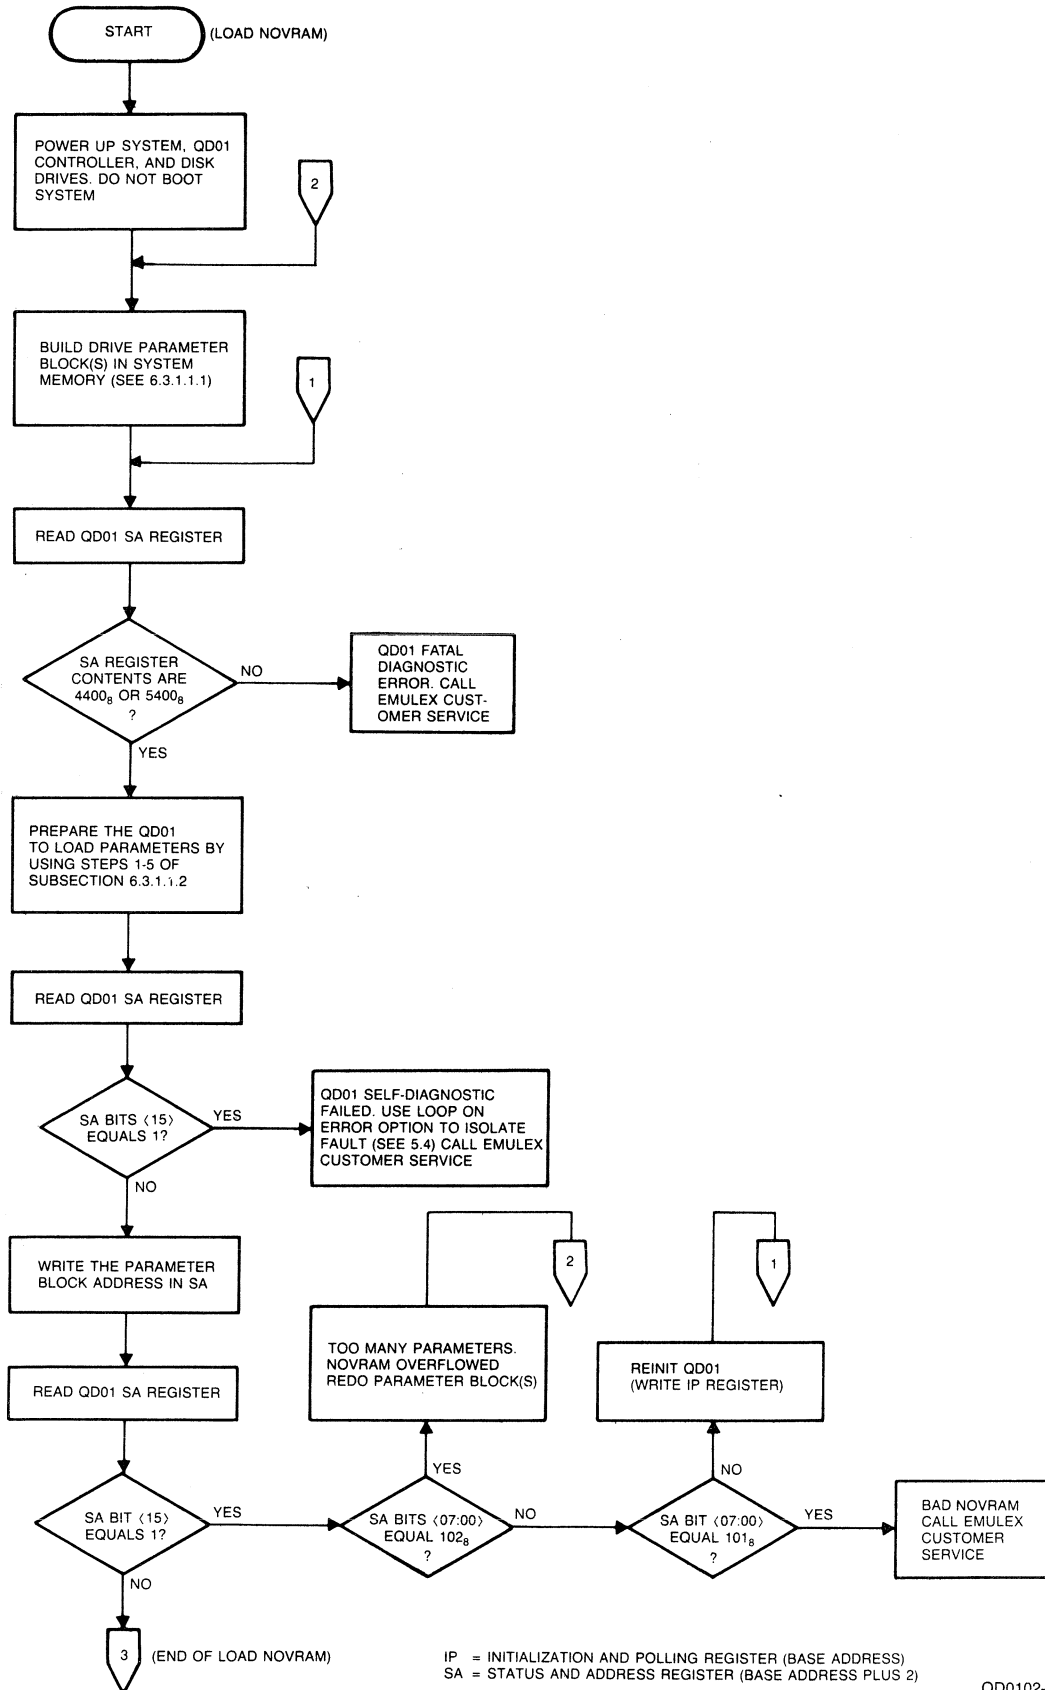 START
(LOAD NOVRAM)
POWER UP SYSTEM, QD01
CONTROLLER, AND DISK
DRIVES. DO NOT BOOT
SYSTEM
2
BUILD DRIVE PARAMETER
BLOCK(S) IN SYSTEM
MEMORY (SEE 6.3.1.1.1)
1
READ QD01 SA REGISTER
SA REGISTER
CONTENTS ARE
4400₈ OR 5400₈
?
NO
QD01 FATAL
DIAGNOSTIC
ERROR. CALL
EMULEX CUST-
OMER SERVICE
YES
PREPARE THE QD01
TO LOAD PARAMETERS BY
USING STEPS 1-5 OF
SUBSECTION 6.3.1.1.2
READ QD01 SA REGISTER
SA BITS ⟨15⟩
EQUALS 1?
YES
QD01 SELF-DIAGNOSTIC
FAILED. USE LOOP ON
ERROR OPTION TO ISOLATE
FAULT (SEE 5.4) CALL EMULEX
CUSTOMER SERVICE
NO
WRITE THE PARAMETER
BLOCK ADDRESS IN SA
2
1
TOO MANY PARAMETERS.
NOVRAM OVERFLOWED
REDO PARAMETER BLOCK(S)
REINIT QD01
(WRITE IP REGISTER)
READ QD01 SA REGISTER
SA BIT ⟨15⟩
EQUALS 1?
YES
SA BITS ⟨07:00⟩
EQUAL 102₈
?
YES
NO
SA BIT ⟨07:00⟩
EQUAL 101₈
?
NO
YES
BAD NOVRAM
CALL EMULEX
CUSTOMER
SERVICE
NO
3
(END OF LOAD NOVRAM)
IP = INITIALIZATION AND POLLING REGISTER (BASE ADDRESS)
SA = STATUS AND ADDRESS REGISTER (BASE ADDRESS PLUS 2)
QD0102-